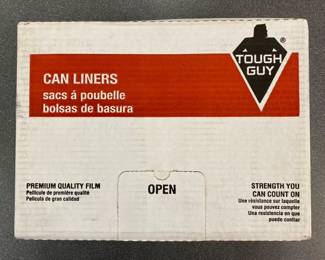 TOUGH
GUY
®
CAN LINERS
sacs á poubelle
bolsas de basura
PREMIUM QUALITY FILM
Pellicule de première qualité
Película de gran calidad
OPEN
STRENGTH YOU
CAN COUNT ON
Une résistance sur laquelle
vous pouvez compter
Una resistencia en que
puede confiar